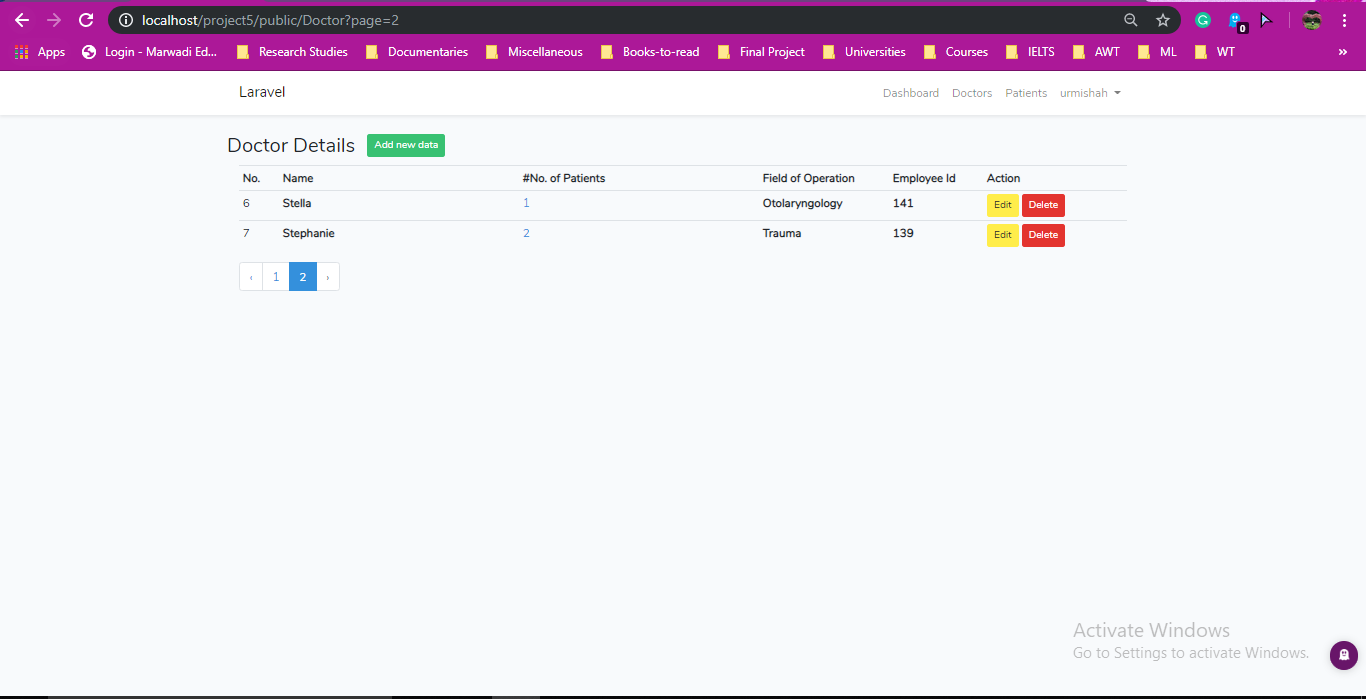 localhost/project5/public/Doctor?page=2
0
Apps Login - Marwadi Ed... Research Studies Documentaries Miscellaneous Books-to-read Final Project Universities Courses IELTS AWT ML WT »
Laravel Dashboard Doctors Patients urmishah
Doctor Details Add new data
No. Name #No. of Patients Field of Operation Employee Id Action
6 Stella 1 Otolaryngology 141 Edit Delete
7 Stephanie 2 Trauma 139 Edit Delete
‹ 1 2 ›
Activate Windows
Go to Settings to activate Windows.